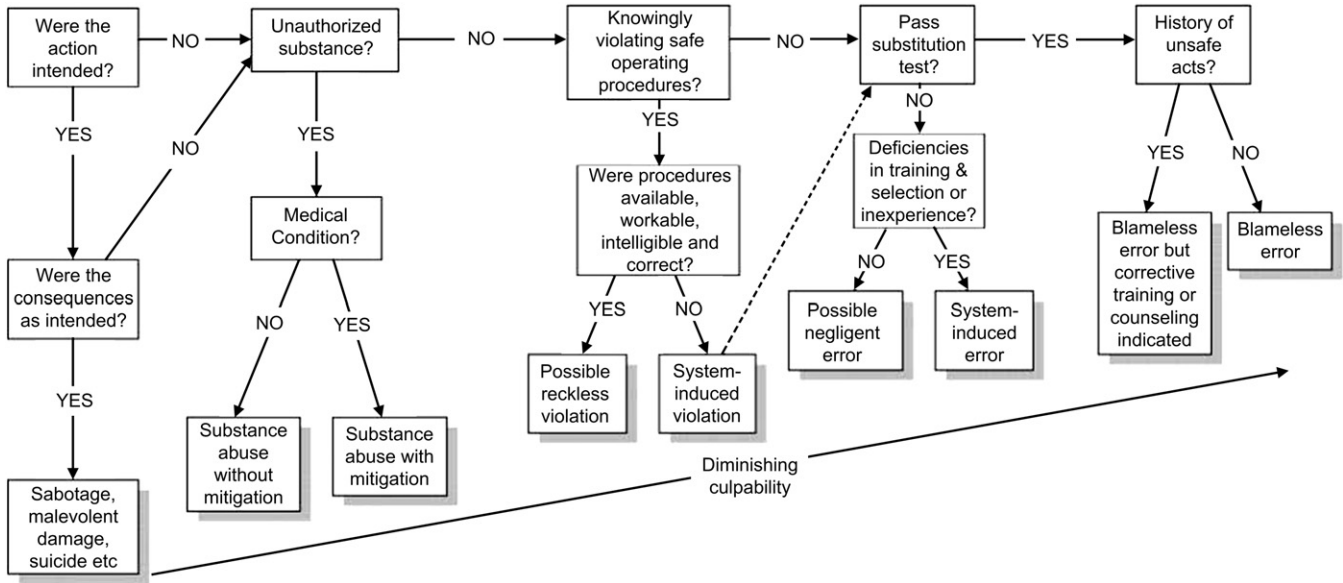 Were the
action
intended?
NO
Unauthorized
substance?
NO
Knowingly
violating safe
operating
procedures?
NO
Pass
substitution
test?
YES
History of
unsafe
acts?
YES
NO
YES
YES
NO
YES
NO
Medical
Condition?
Were procedures
available,
workable,
intelligible and
correct?
Deficiencies
in training &
selection or
inexperience?
Were the
consequences
as intended?
NO
YES
YES
NO
NO
YES
Blameless
error but
corrective
training or
counseling
indicated
Blameless
error
YES
Possible
reckless
violation
System-
induced
violation
Possible
negligent
error
System-
induced
error
Substance
abuse
without
mitigation
Substance
abuse with
mitigation
Sabotage,
malevolent
damage,
suicide etc
Diminishing
culpability